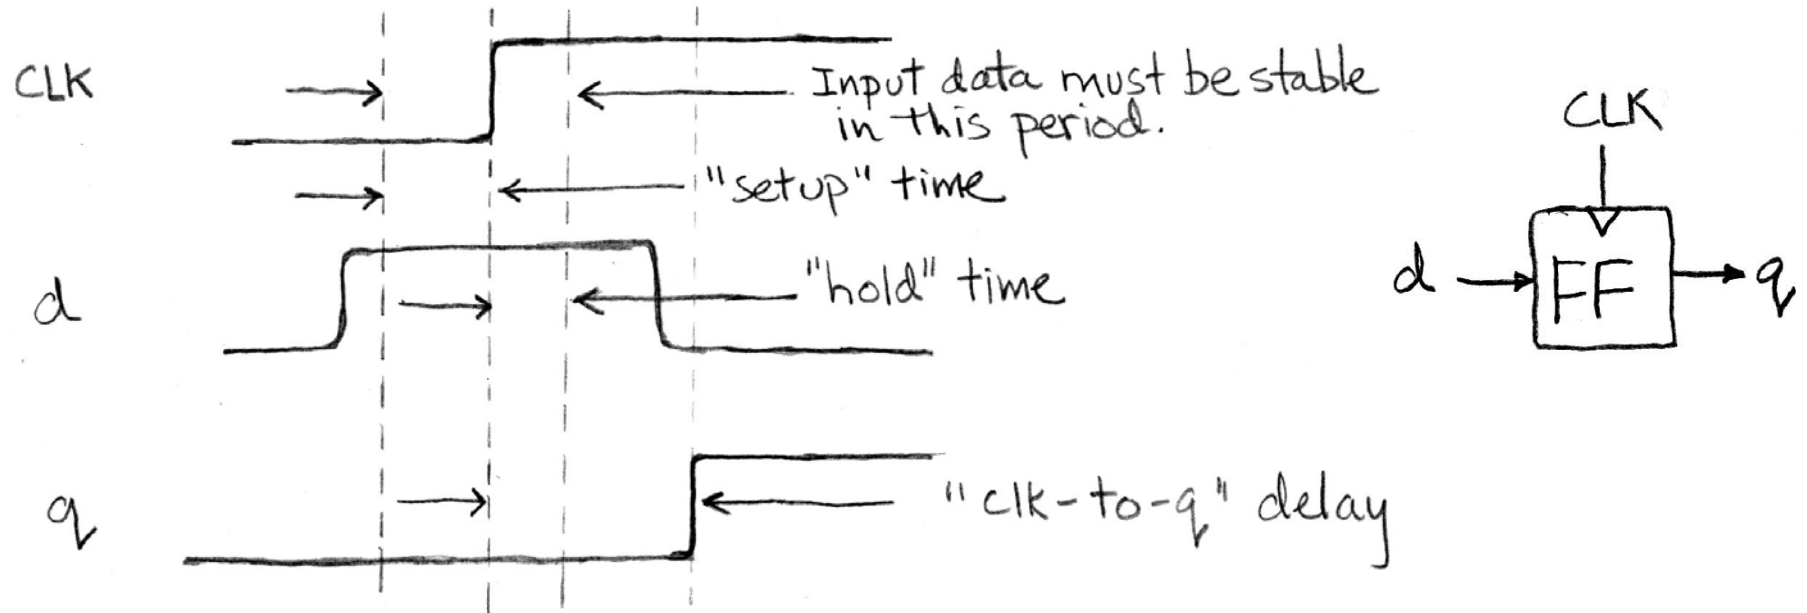 CLK
Input data must be stable
in this period.
"setup" time
d
"hold" time
q
"clk-to-q" delay
CLK
d
FF
q